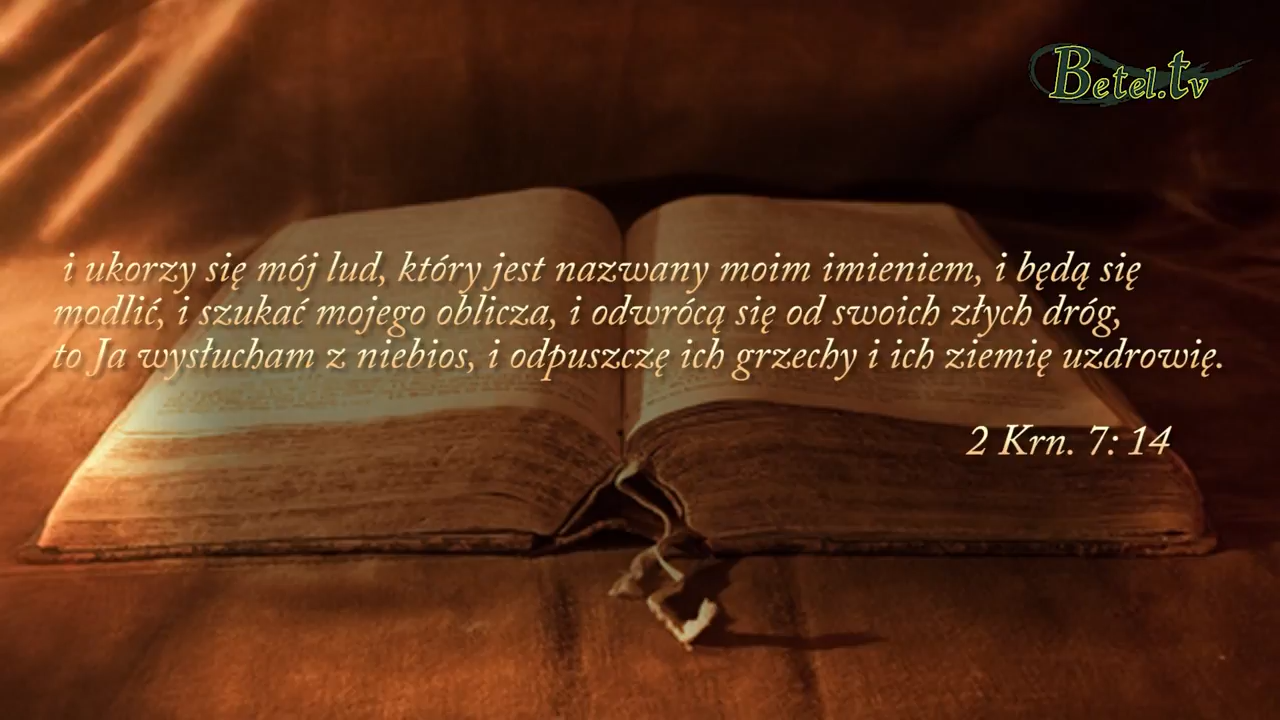 Betel.tv
i ukorzy się mój lud, który jest nazwany moim imieniem, i będą się
modlić, i szukać mojego oblicza, i odwrócą się od swoich złych dróg,
to Ja wysłucham z niebios, i odpuszczę ich grzechy i ich ziemię uzdrowię.
2 Krn. 7: 14